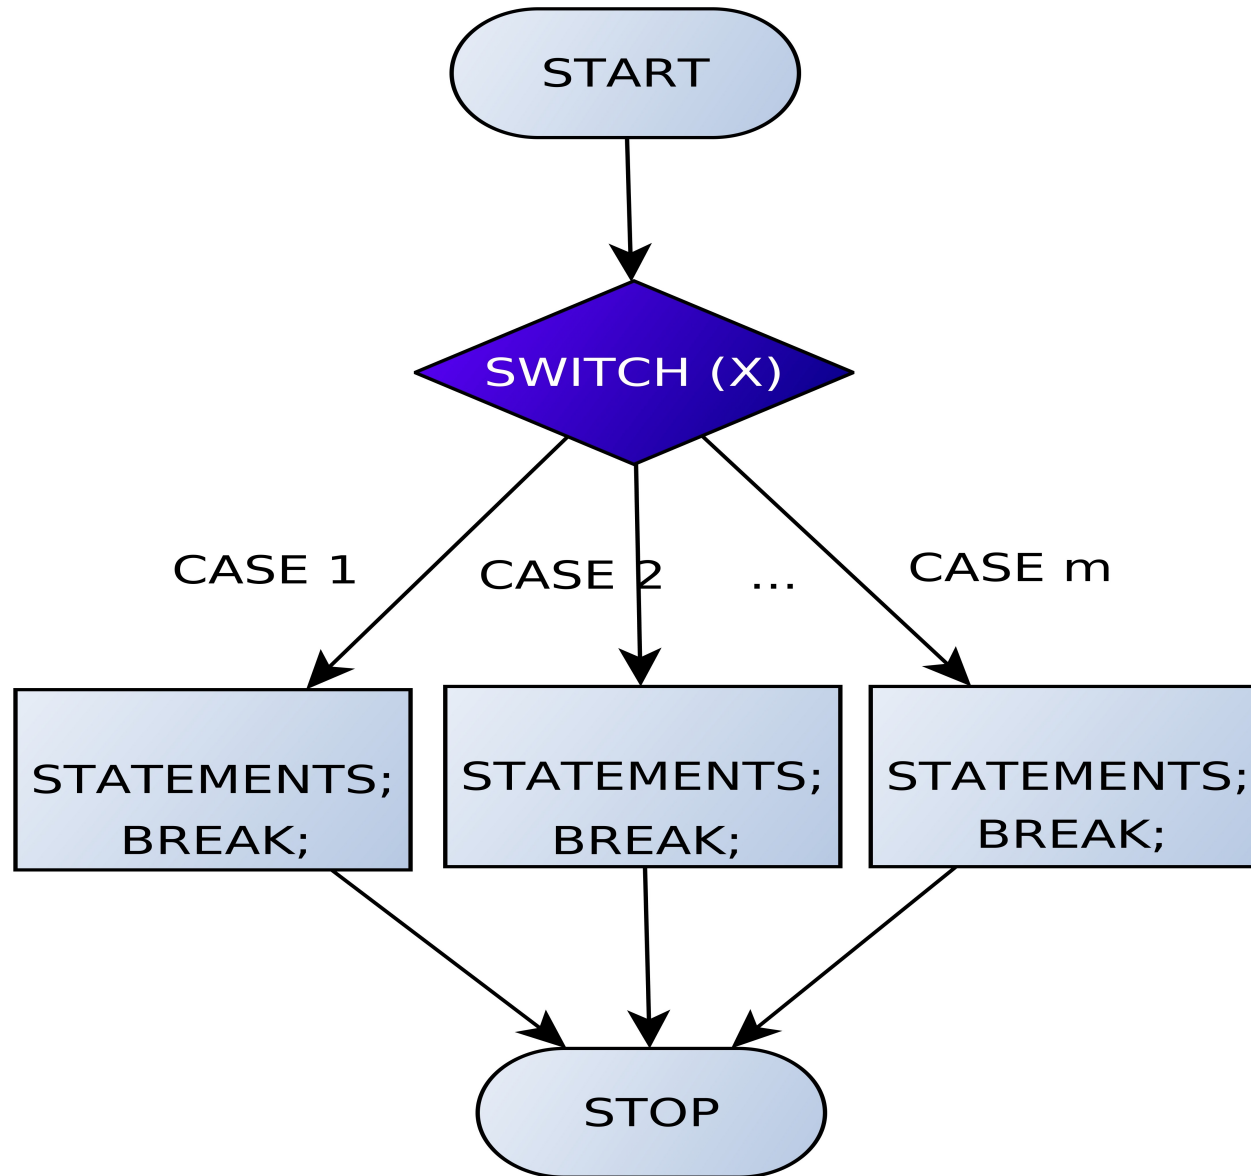 START
SWITCH (X)
CASE 1
CASE 2
...
CASE m
STATEMENTS;
BREAK;
STATEMENTS;
BREAK;
STATEMENTS;
BREAK;
STOP